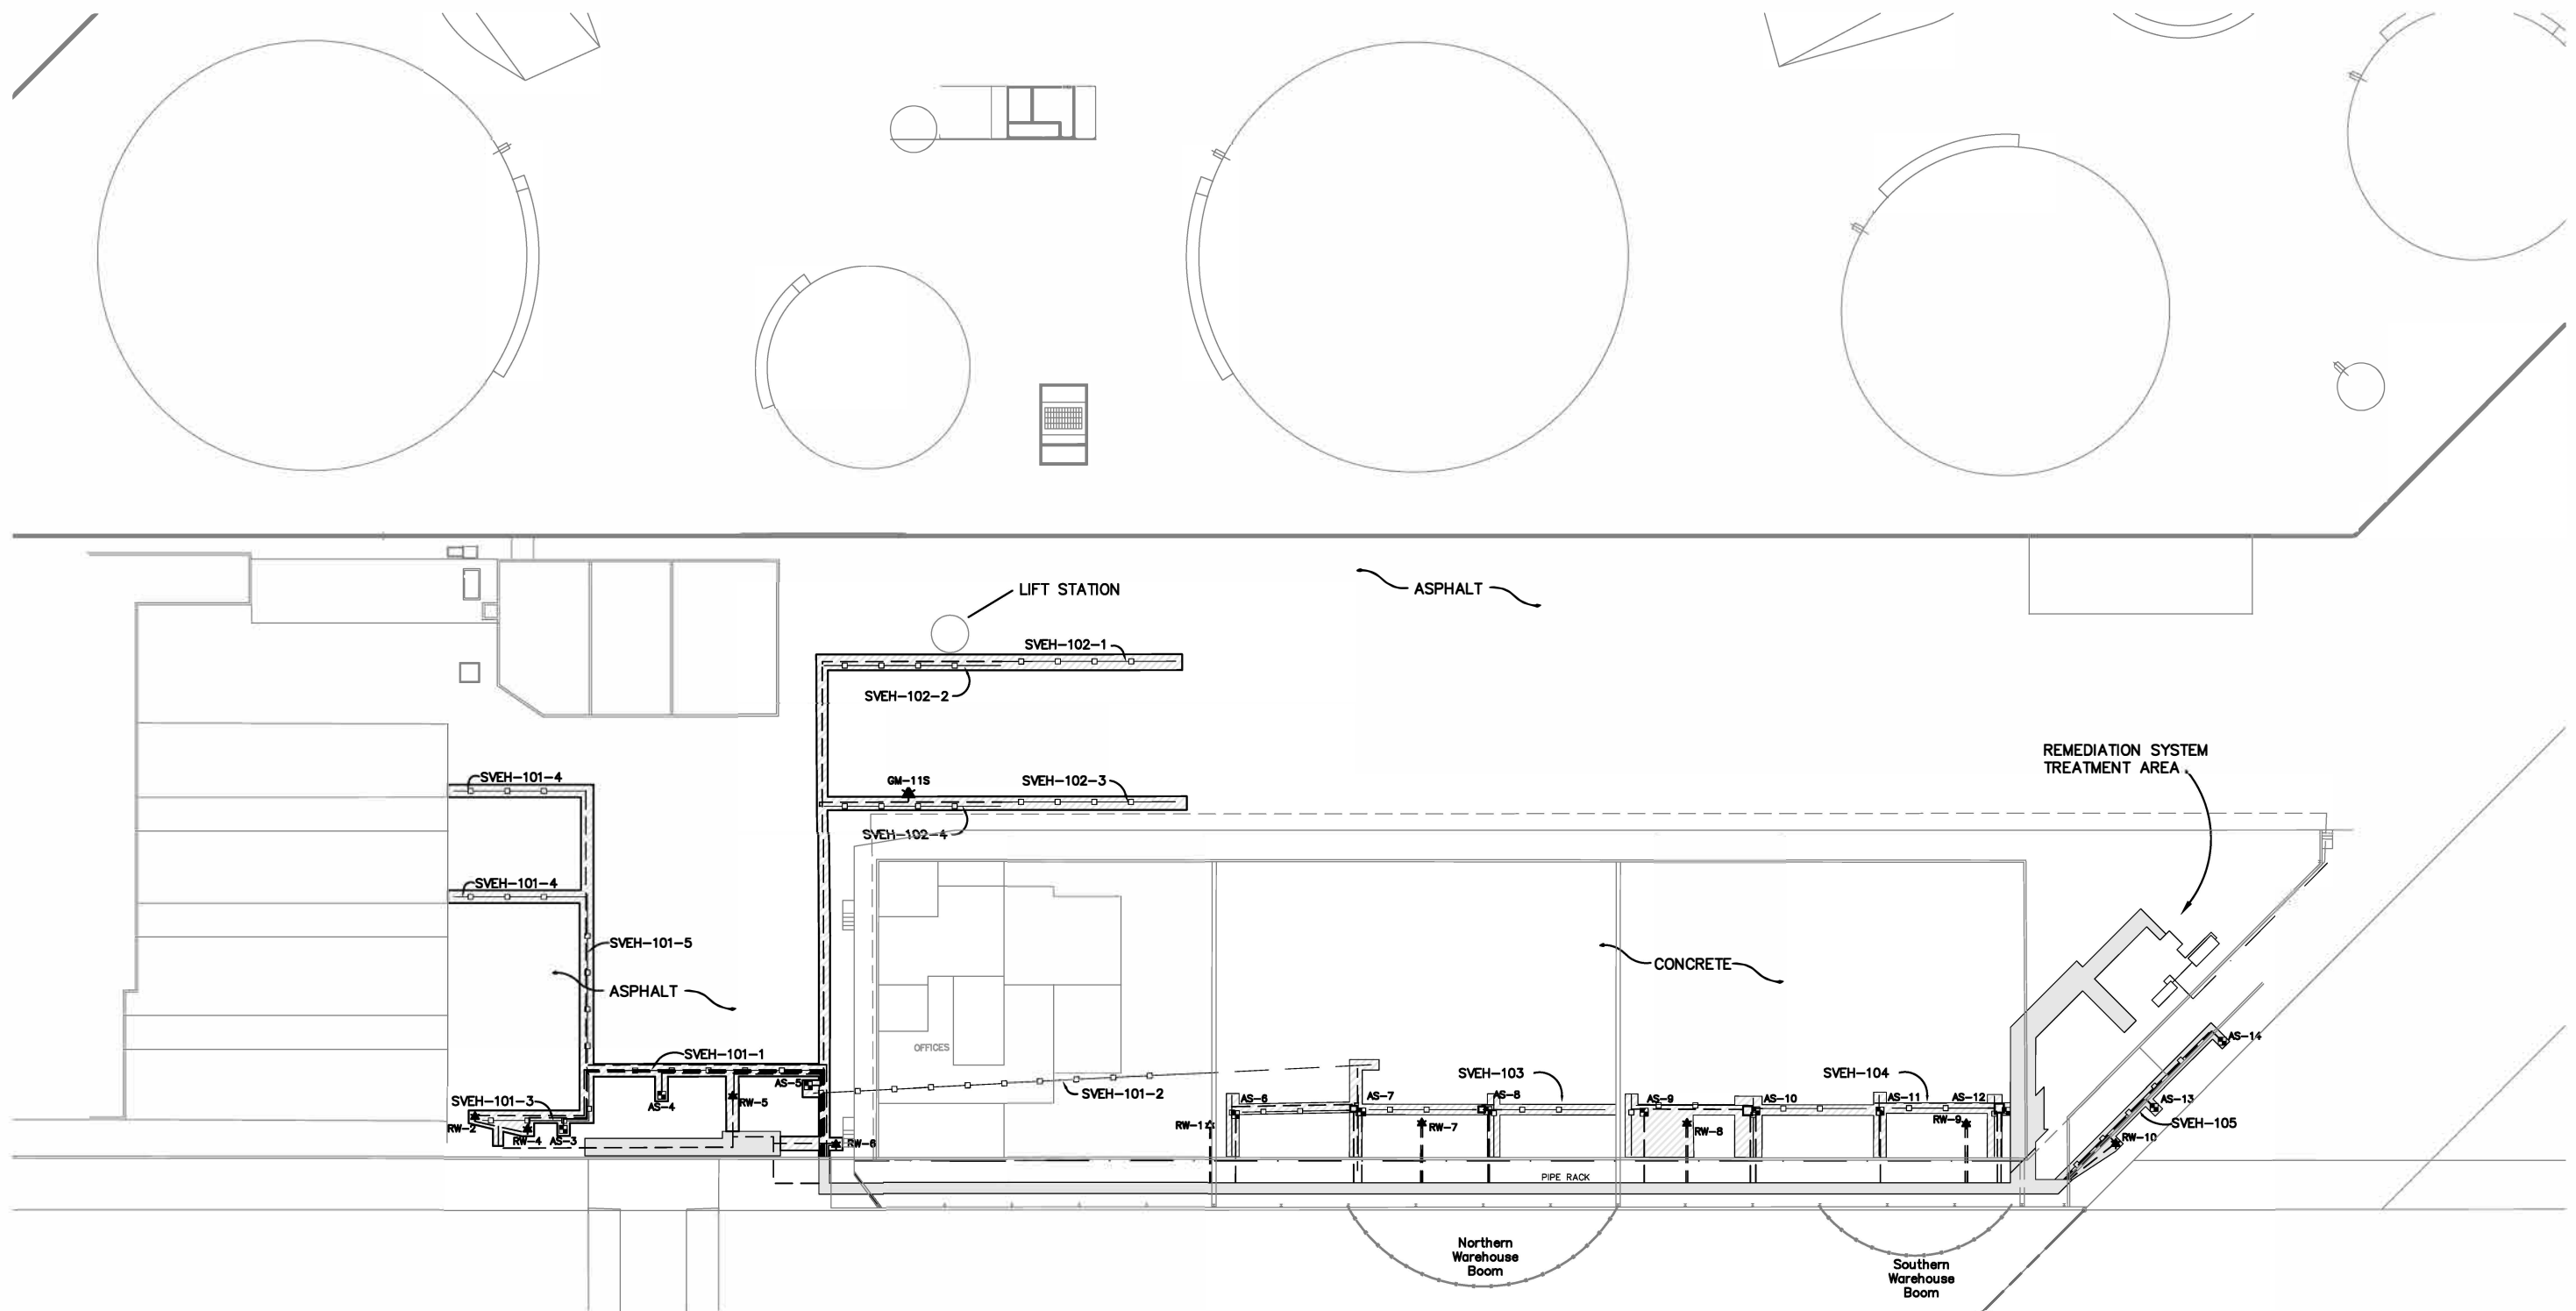 LIFT STATION
ASPHALT
SVEH-102-1
SVEH-102-2
REMEDIATION SYSTEM
TREATMENT AREA
SVEH-101-4
GM-11S
SVEH-102-3
SVEH-102-4
SVEH-101-4
SVEH-101-5
CONCRETE
ASPHALT
OFFICES
AS-14
SVEH-101-1
AS-5
SVEH-101-2
SVEH-103
SVEH-104
SVEH-101-3
AS-4
RW-5
AS-6
AS-7
AS-8
AS-9
AS-10
AS-11
AS-12
AS-13
RW-2
RW-4
AS-3
RW-6
RW-1
RW-7
RW-8
RW-9
SVEH-105
RW-10
PIPE RACK
Northern
Warehouse
Boom
Southern
Warehouse
Boom